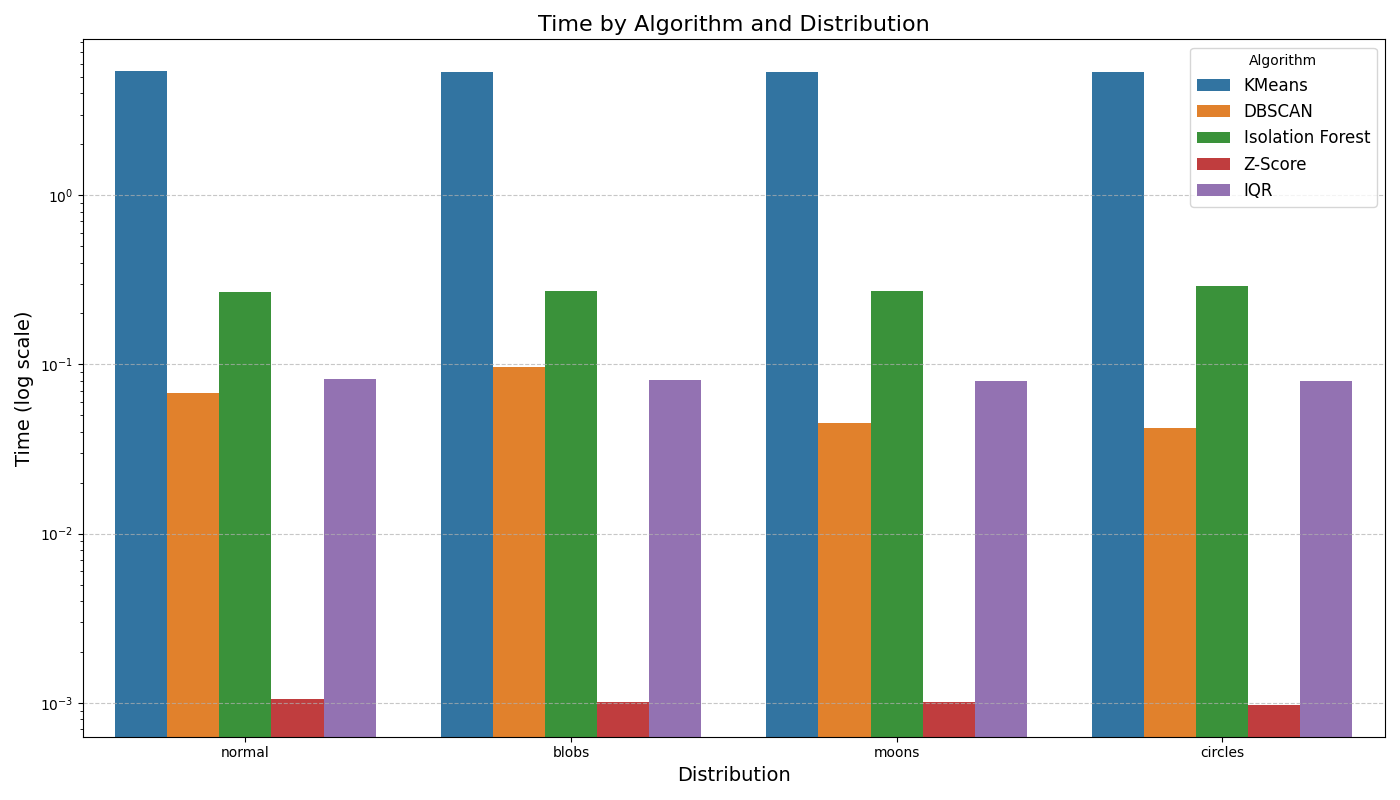 Time by Algorithm and Distribution
Algorithm
KMeans
DBSCAN
Isolation Forest
Z-Score
IQR
Time (log scale)
10⁰
10⁻¹
10⁻²
10⁻³
normal
blobs
moons
circles
Distribution